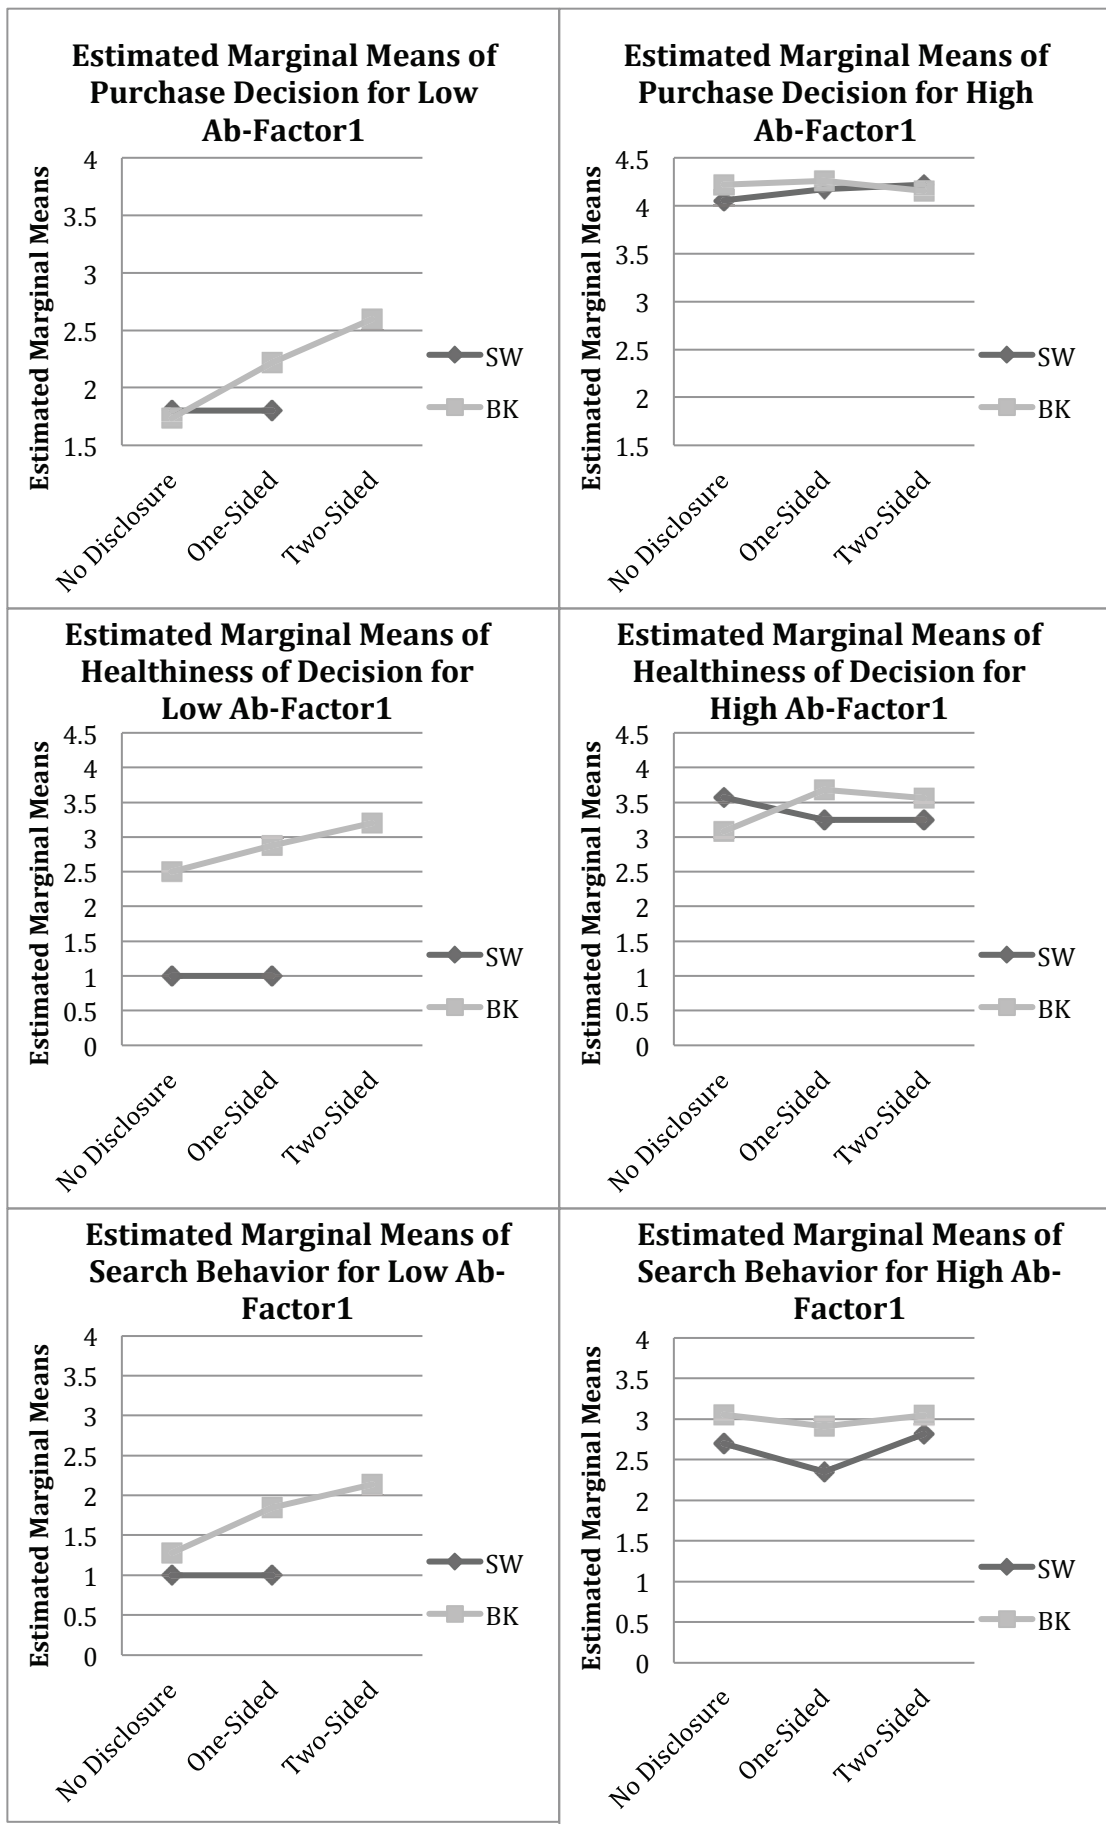 Estimated Marginal Means of
Purchase Decision for Low
Ab-Factor1
Estimated Marginal Means
4
3.5
3
2.5
2
1.5
No Disclosure
One-Sided
Two-Sided
SW
BK
Estimated Marginal Means of
Purchase Decision for High
Ab-Factor1
Estimated Marginal Means
4.5
4
3.5
3
2.5
2
1.5
No Disclosure
One-Sided
Two-Sided
SW
BK
Estimated Marginal Means of
Healthiness of Decision for
Low Ab-Factor1
Estimated Marginal Means
4.5
4
3.5
3
2.5
2
1.5
1
0.5
0
No Disclosure
One-Sided
Two-Sided
SW
BK
Estimated Marginal Means of
Healthiness of Decision for
High Ab-Factor1
Estimated Marginal Means
4.5
4
3.5
3
2.5
2
1.5
1
0.5
0
No Disclosure
One-Sided
Two-Sided
SW
BK
Estimated Marginal Means of
Search Behavior for Low Ab-
Factor1
Estimated Marginal Means
4
3.5
3
2.5
2
1.5
1
0.5
0
No Disclosure
One-Sided
Two-Sided
SW
BK
Estimated Marginal Means of
Search Behavior for High Ab-
Factor1
Estimated Marginal Means
4
3.5
3
2.5
2
1.5
1
0.5
0
No Disclosure
One-Sided
Two-Sided
SW
BK